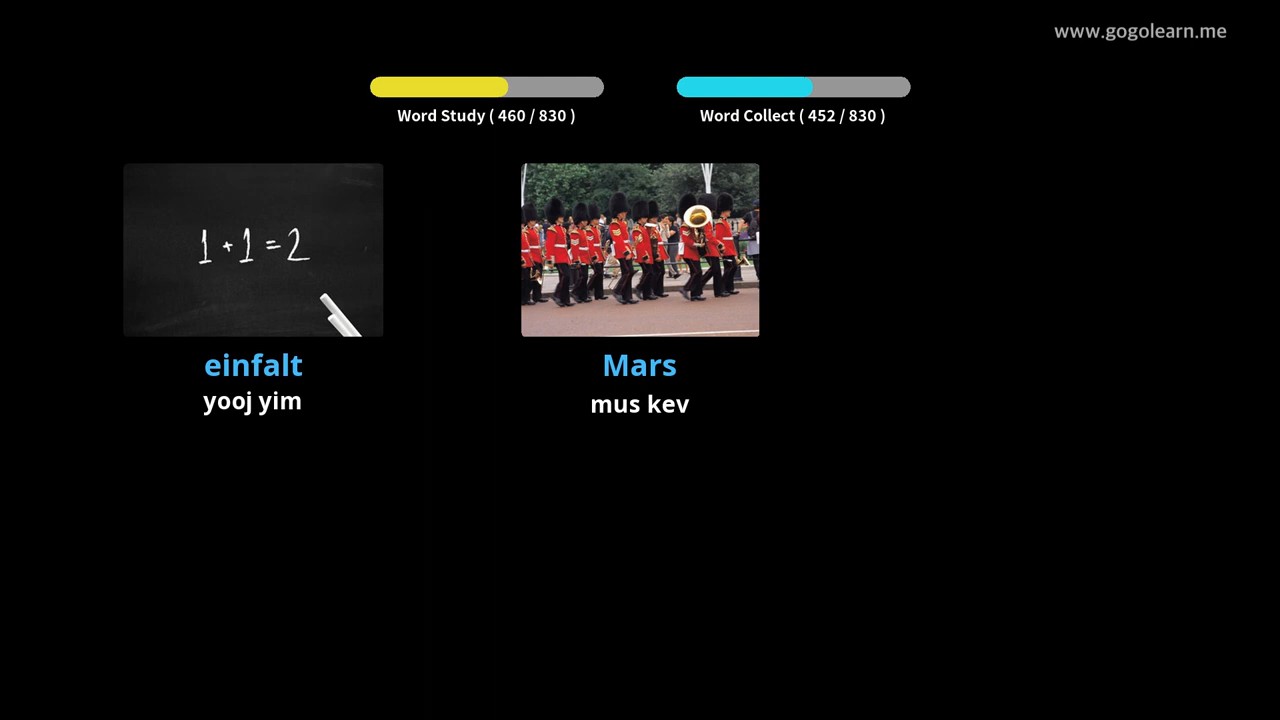 www.gogolearn.me
Word Study ( 460 / 830 )
Word Collect ( 452 / 830 )
1+1=2
einfalt
yooj yim
Mars
mus kev